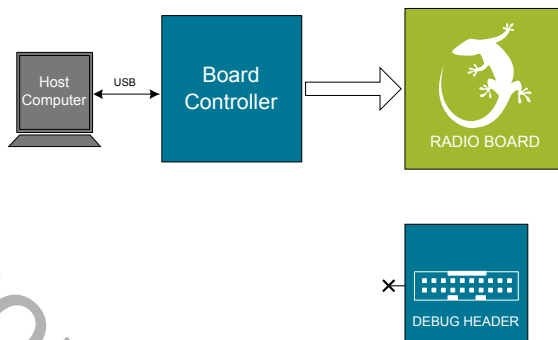 Host
Computer
USB
Board
Controller
RADIO BOARD
DEBUG HEADER